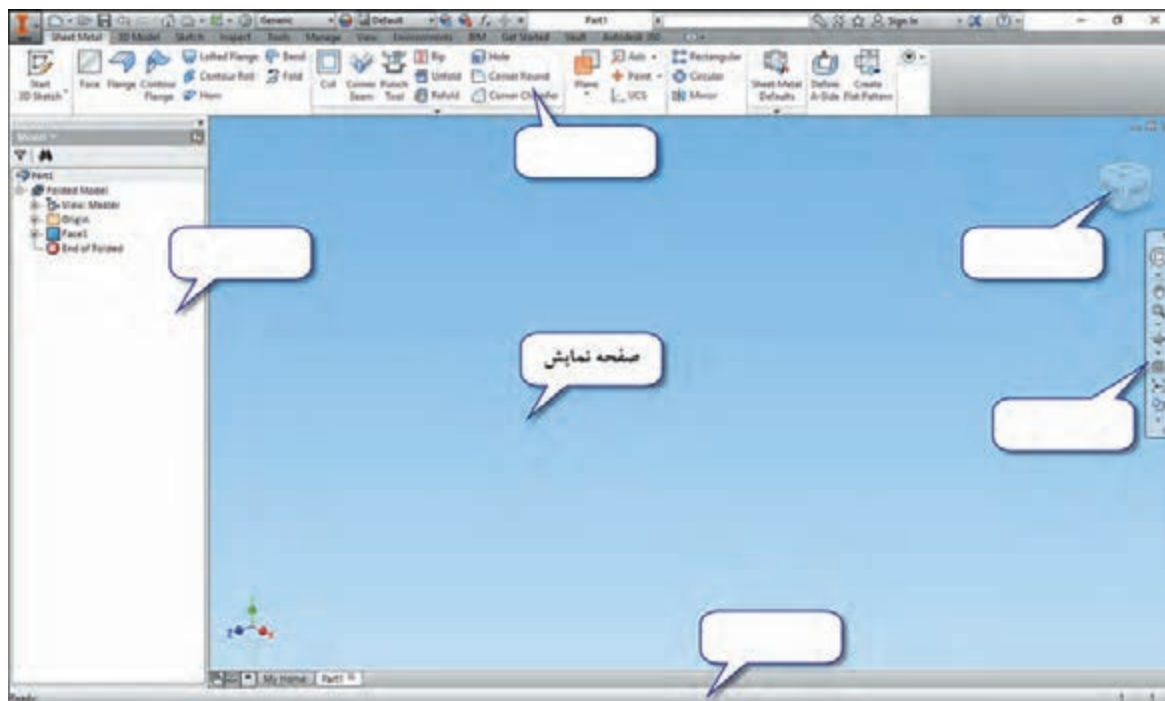 Generic Default Part1 Sign In
Sheet Metal 3D Model Sketch Inspect Tools Manage View Environments BIM Get Started Vault Autodesk 360
Lofted Flange Bend Rip Hole Axis Rectangular
Contour Roll Fold Unfold Corner Round Point Circular
Hem Refold Corner Chamfer UCS Mirror
Start 2D Sketch
Face
Flange
Contour Flange
Cut
Corner Seam
Punch Tool
Plane
Sheet Metal Defaults
Define A-Side
Create Flat Pattern
Model
Part1
Folded Model
View: Master
Origin
Face1
End of Folded
صفحه نمایش
My Home Part1
Ready